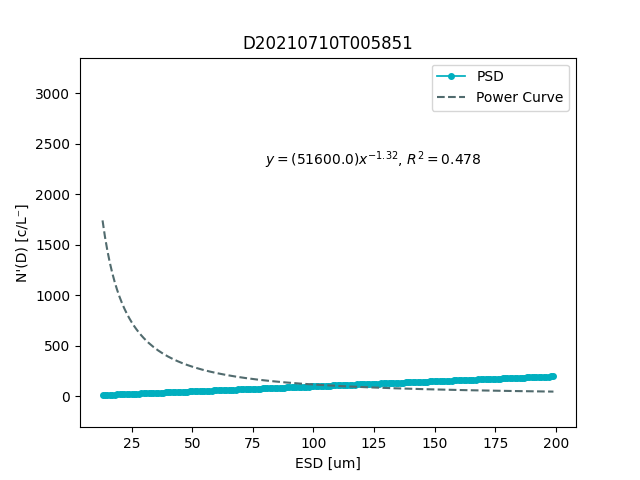 D20210710T005851
PSD
Power Curve
y = (51600.0)x^{-1.32}, R^2 = 0.478
N'(D) [c/L⁻]
3000
2500
2000
1500
1000
500
0
25 50 75 100 125 150 175 200
ESD [um]